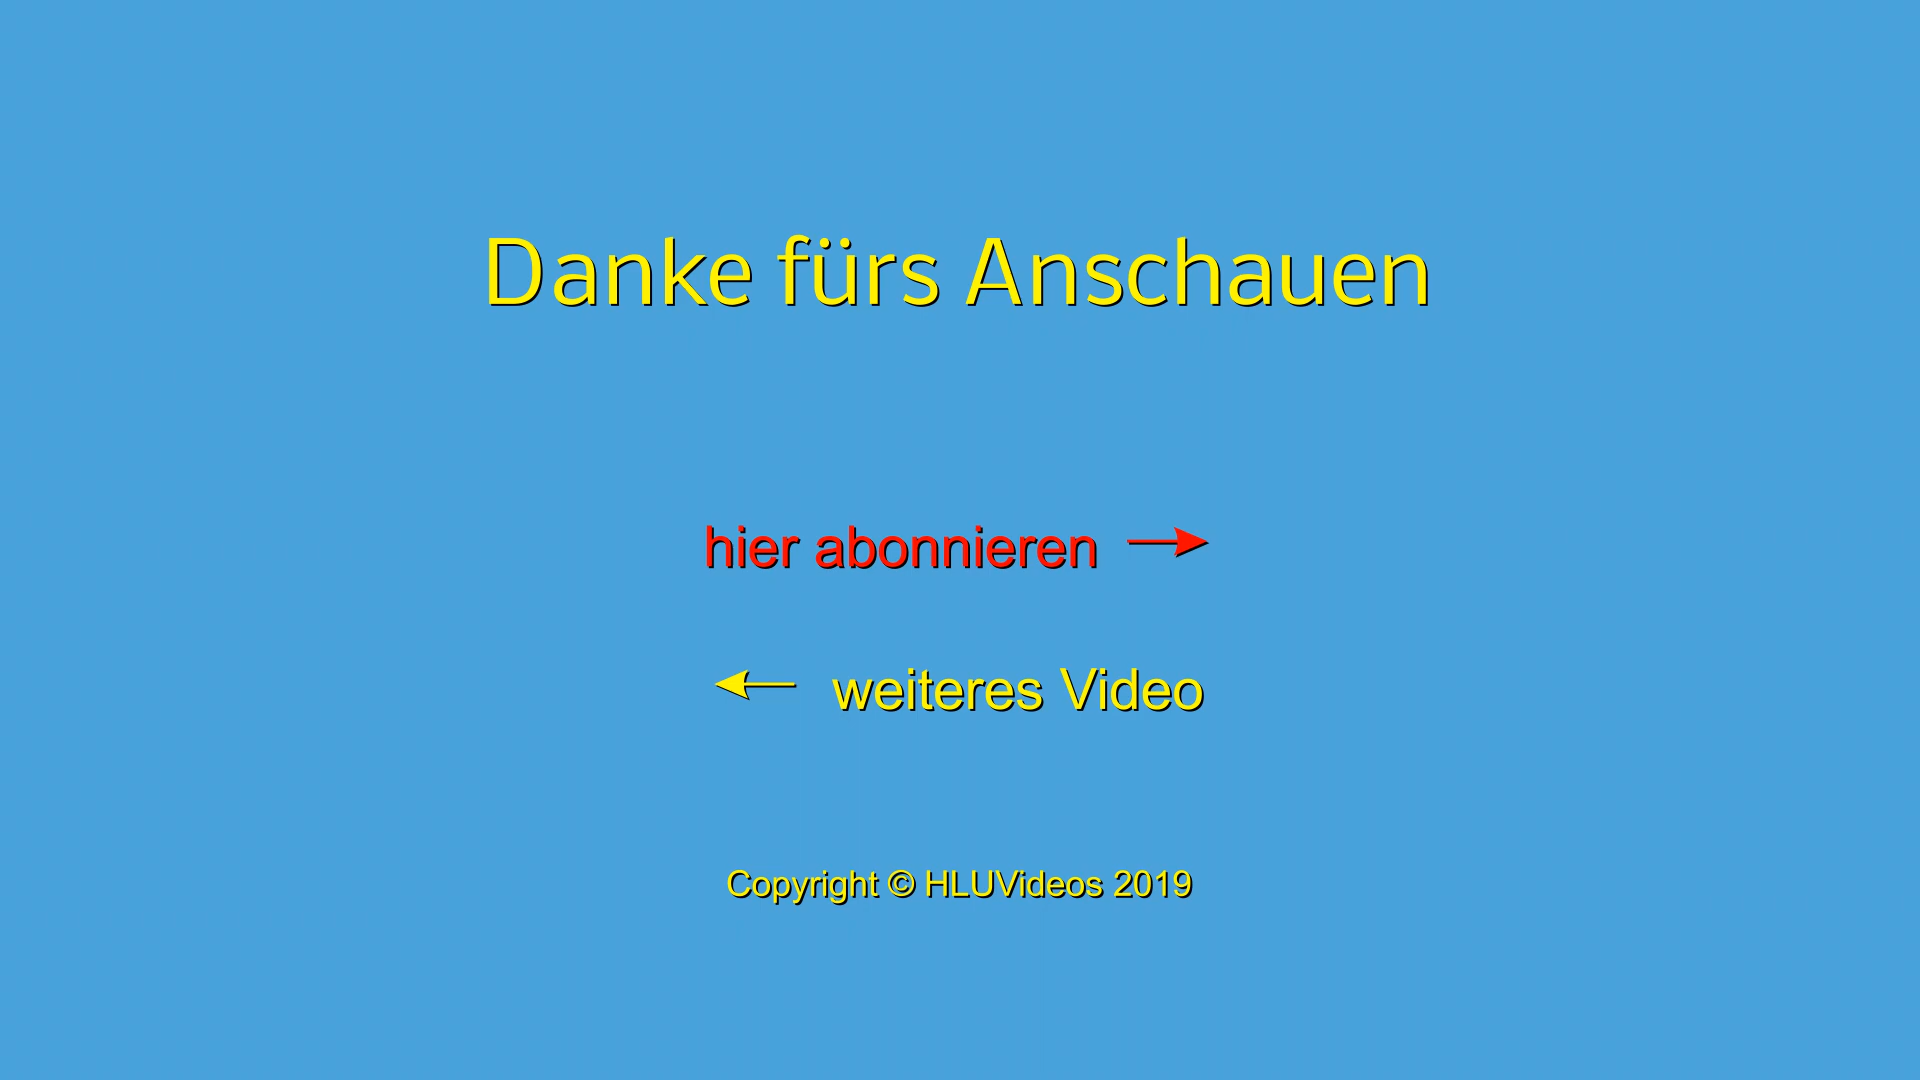 Danke fürs Anschauen
hier abonnieren →
← weiteres Video
Copyright © HLUVideos 2019